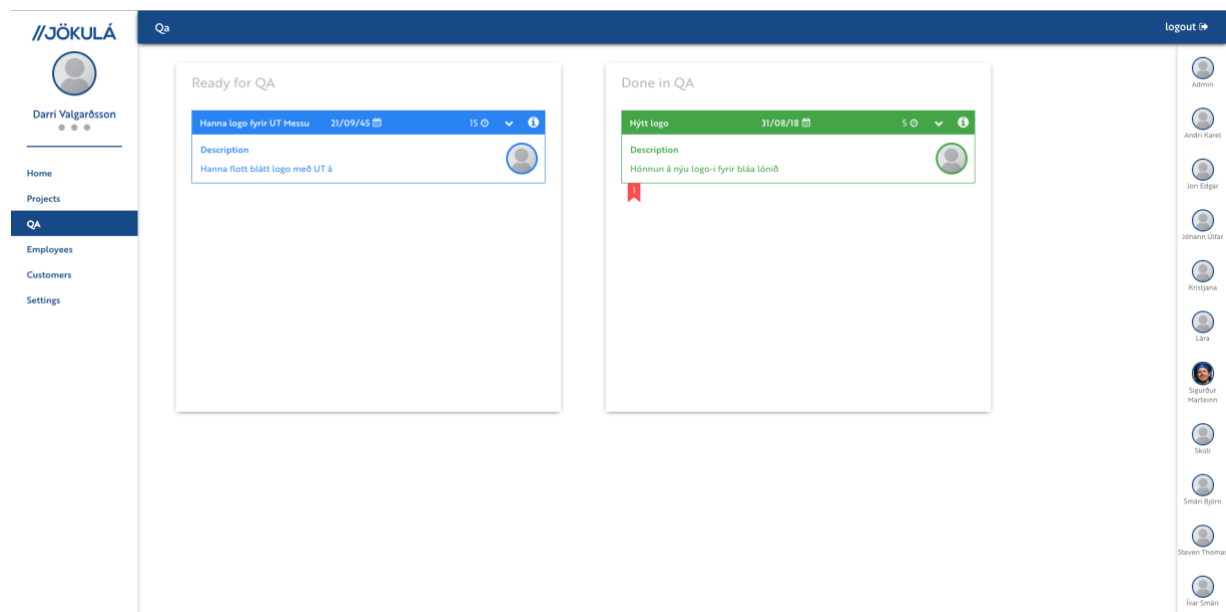 //JÖKULÁ
Qa
logout
Darri Valgarðsson
Home
Projects
QA
Employees
Customers
Settings
Ready for QA
Hanna logo fyrir UT Messu 21/09/45 15
Description
Hanna flott blátt logo með UT á
Done in QA
Nýtt logo 31/08/18 5
Description
Hönnun á nýu logo-i fyrir bláa lónið
1
Admin
Andri Karel
Jon Edgar
Jóhann Úlfar
Kristjana
Lára
Sigurður
Marteinn
Skúli
Smári Björn
Steven Thomas
Ívar Smári